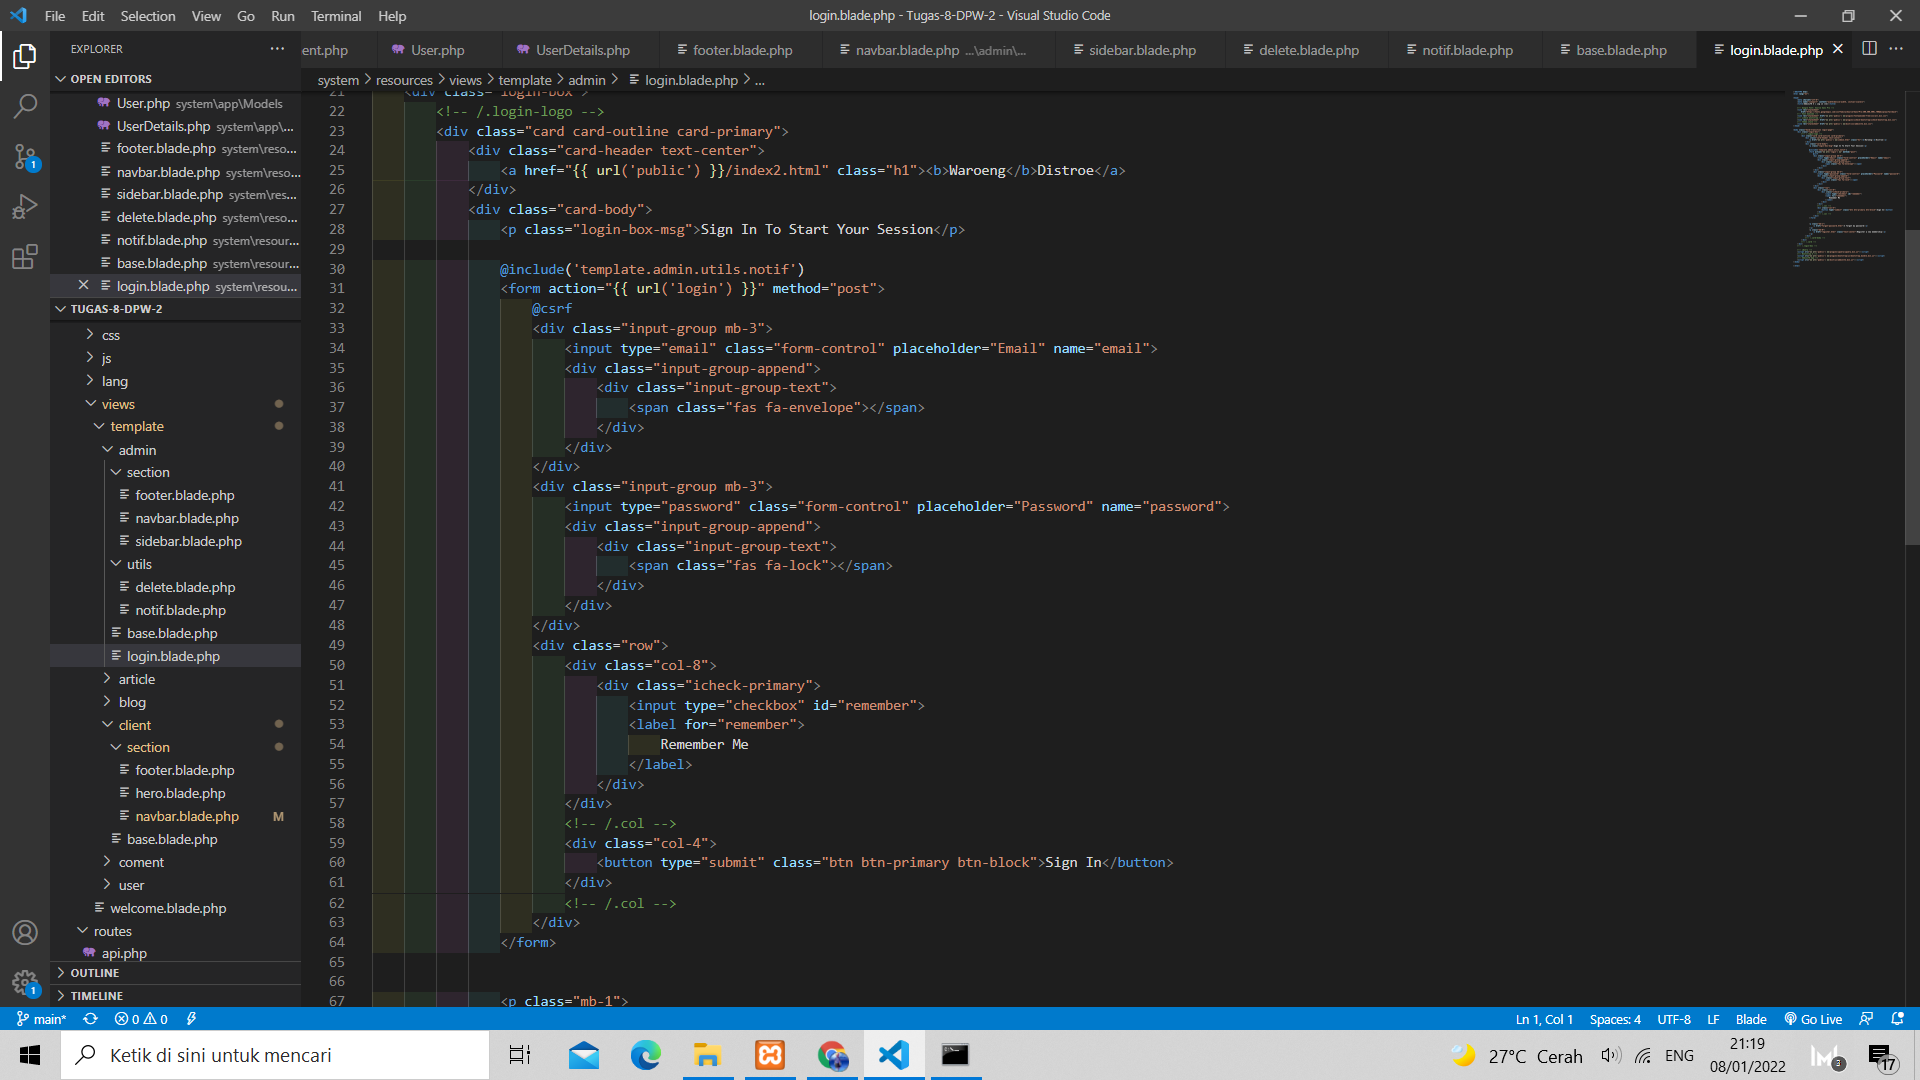 File Edit Selection View Go Run Terminal Help
login.blade.php - Tugas-8-DPW-2 - Visual Studio Code
EXPLORER
ent.php User.php UserDetails.php footer.blade.php navbar.blade.php ...\admin\... sidebar.blade.php delete.blade.php notif.blade.php base.blade.php login.blade.php
system > resources > views > template > admin > login.blade.php > ...
OPEN EDITORS
User.php system\app\Models
UserDetails.php system\app\...
footer.blade.php system\reso...
navbar.blade.php system\reso...
sidebar.blade.php system\res...
delete.blade.php system\reso...
notif.blade.php system\resour...
base.blade.php system\resour...
login.blade.php system\resou...
TUGAS-8-DPW-2
css
js
lang
views
template
admin
section
footer.blade.php
navbar.blade.php
sidebar.blade.php
utils
delete.blade.php
notif.blade.php
base.blade.php
login.blade.php
article
blog
client
section
footer.blade.php
hero.blade.php
navbar.blade.php M
base.blade.php
coment
user
welcome.blade.php
routes
api.php
OUTLINE
TIMELINE
21 <div class="login-box">
22 <!-- /.login-logo -->
23 <div class="card card-outline card-primary">
24 <div class="card-header text-center">
25 <a href="{{ url('public') }}/index2.html" class="h1"><b>Waroeng</b>Distroe</a>
26 </div>
27 <div class="card-body">
28 <p class="login-box-msg">Sign In To Start Your Session</p>
29
30 @include('template.admin.utils.notif')
31 <form action="{{ url('login') }}" method="post">
32 @csrf
33 <div class="input-group mb-3">
34 <input type="email" class="form-control" placeholder="Email" name="email">
35 <div class="input-group-append">
36 <div class="input-group-text">
37 <span class="fas fa-envelope"></span>
38 </div>
39 </div>
40 </div>
41 <div class="input-group mb-3">
42 <input type="password" class="form-control" placeholder="Password" name="password">
43 <div class="input-group-append">
44 <div class="input-group-text">
45 <span class="fas fa-lock"></span>
46 </div>
47 </div>
48 </div>
49 <div class="row">
50 <div class="col-8">
51 <div class="icheck-primary">
52 <input type="checkbox" id="remember">
53 <label for="remember">
54 Remember Me
55 </label>
56 </div>
57 </div>
58 <!-- /.col -->
59 <div class="col-4">
60 <button type="submit" class="btn btn-primary btn-block">Sign In</button>
61 </div>
62 <!-- /.col -->
63 </div>
64 </form>
65
66
67 <p class="mb-1">
1
1
main* 0 0 Ln 1, Col 1 Spaces: 4 UTF-8 LF Blade Go Live
Ketik di sini untuk mencari
27°C Cerah ENG 21:19
08/01/2022
3
17